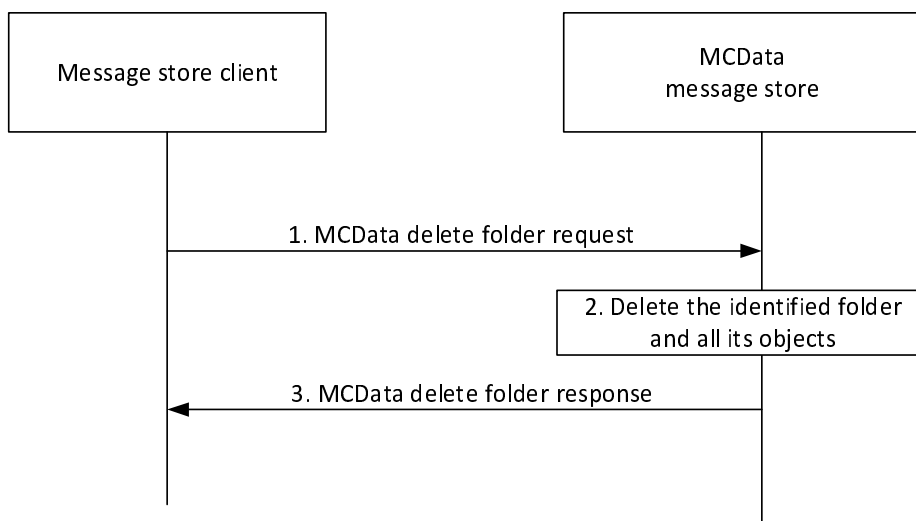 Message store client
MCData
message store
1. MCData delete folder request
2. Delete the identified folder
and all its objects
3. MCData delete folder response